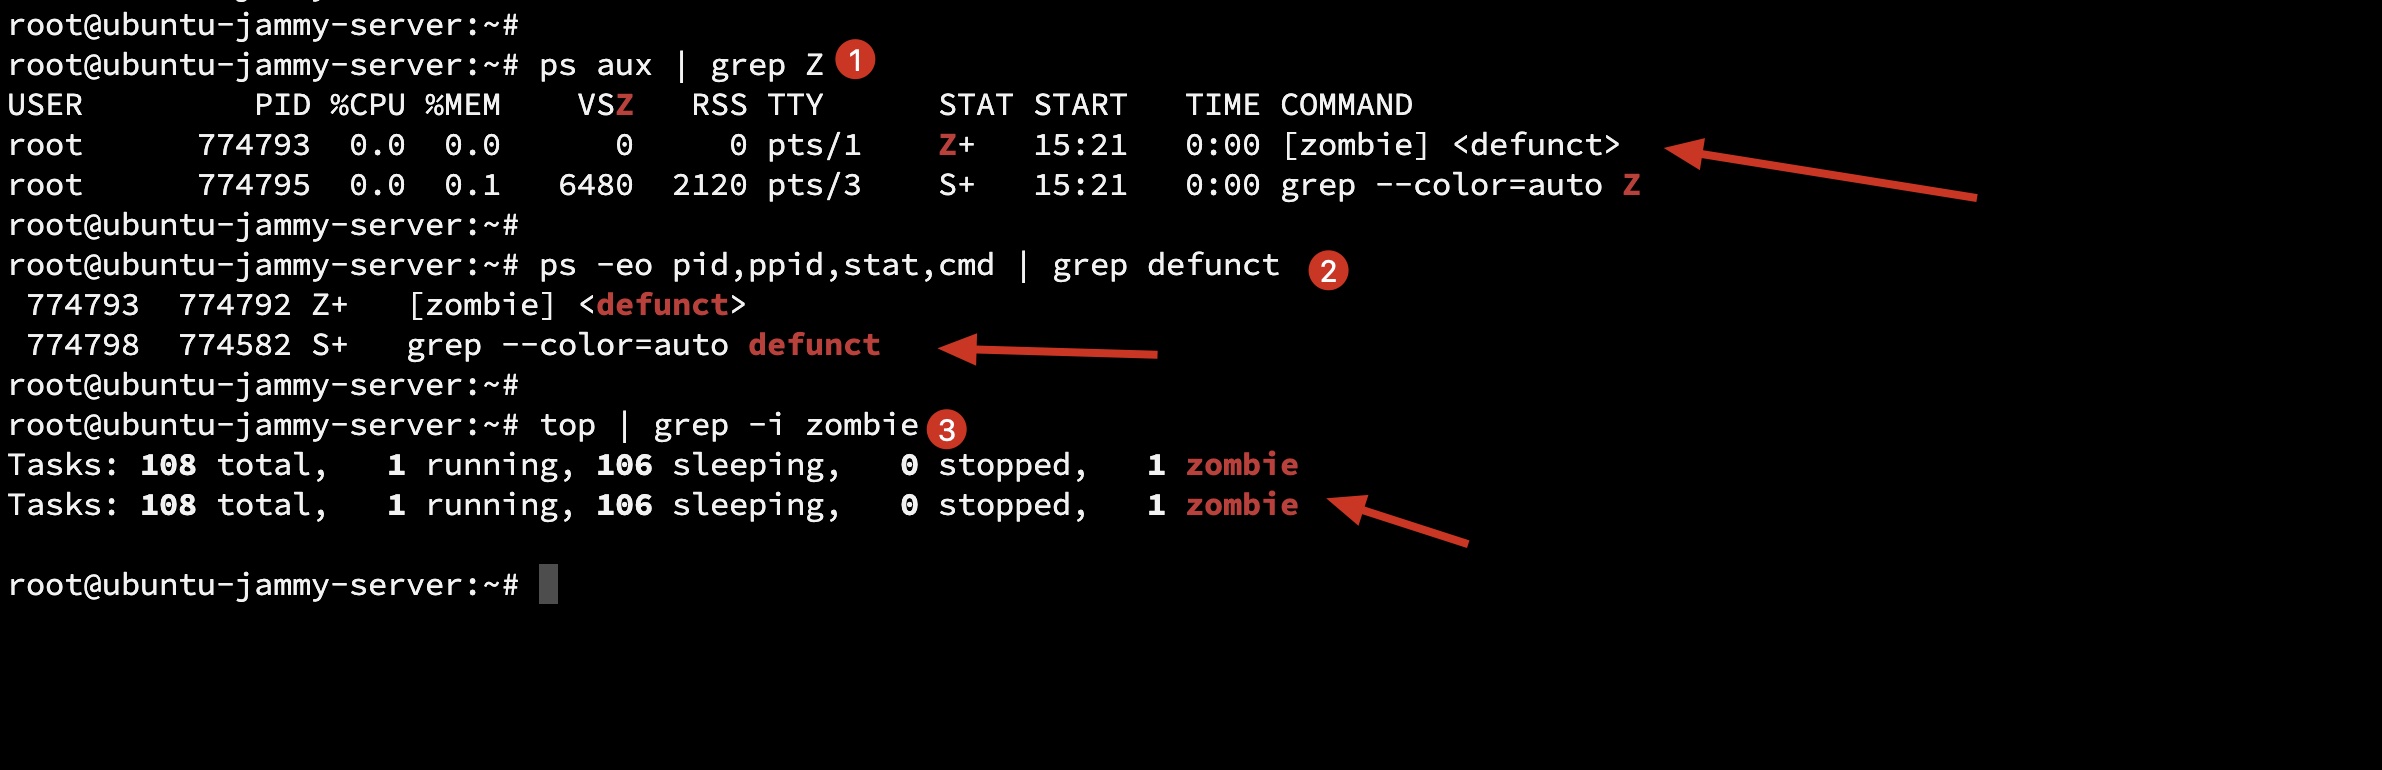 root@ubuntu-jammy-server:~#
root@ubuntu-jammy-server:~# ps aux | grep Z 1
USER         PID %CPU %MEM    VSZ   RSS TTY      STAT START   TIME COMMAND
root      774793  0.0  0.0      0     0 pts/1    Z+   15:21   0:00 [zombie] <defunct>
root      774795  0.0  0.1   6480  2120 pts/3    S+   15:21   0:00 grep --color=auto Z
root@ubuntu-jammy-server:~#
root@ubuntu-jammy-server:~# ps -eo pid,ppid,stat,cmd | grep defunct 2
 774793  774792 Z+   [zombie] <defunct>
 774798  774582 S+   grep --color=auto defunct
root@ubuntu-jammy-server:~#
root@ubuntu-jammy-server:~# top | grep -i zombie 3
Tasks: 108 total,   1 running, 106 sleeping,   0 stopped,   1 zombie
Tasks: 108 total,   1 running, 106 sleeping,   0 stopped,   1 zombie
root@ubuntu-jammy-server:~#